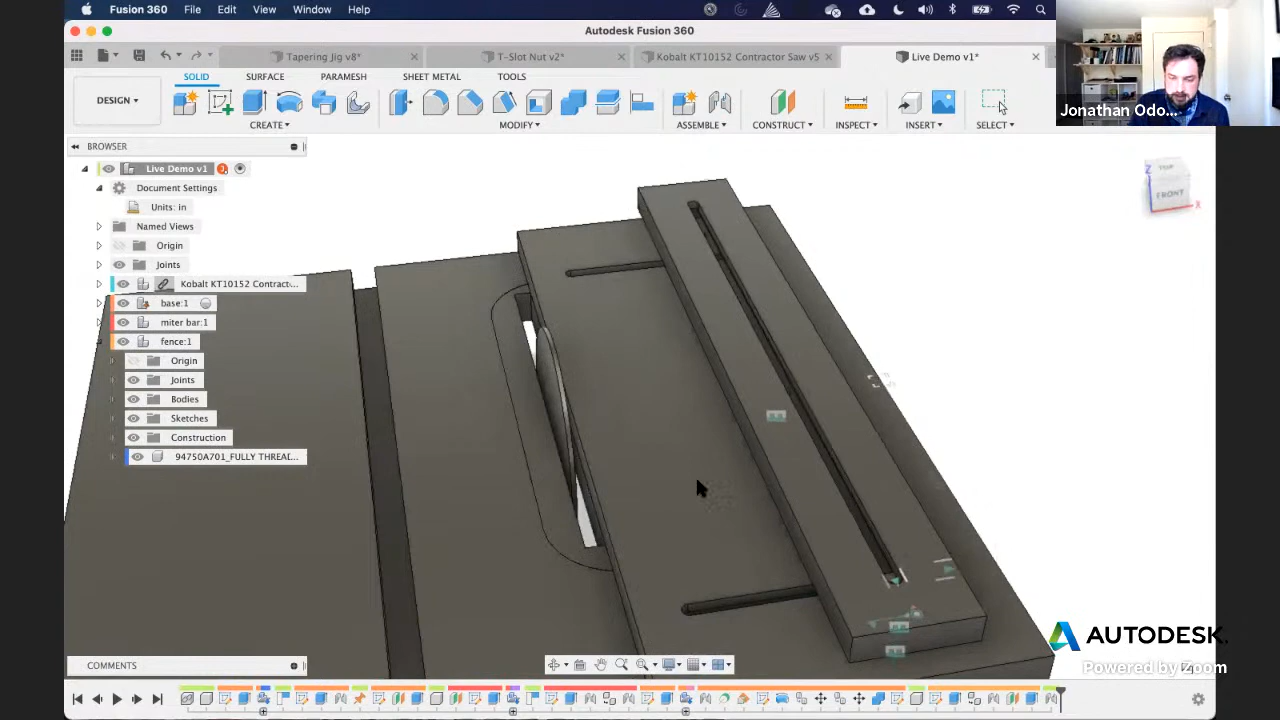 Fusion 360 File Edit View Window Help
Autodesk Fusion 360
Tapering Jig v8*
T-Slot Nut v2*
Kobalt KT10152 Contractor Saw v5
Live Demo v1*
SOLID SURFACE PARAMESH SHEET METAL TOOLS
DESIGN
CREATE MODIFY ASSEMBLE CONSTRUCT INSPECT INSERT SELECT
Jonathan Odo...
BROWSER
Live Demo v1
Document Settings
Units: in
Named Views
Origin
Joints
Kobalt KT10152 Contract...
base:1
miter bar:1
fence:1
Origin
Joints
Bodies
Sketches
Construction
94750A701_FULLY THREAD...
TOP
FRONT
Z
X
COMMENTS
AUTODESK.
Powered by Zoom